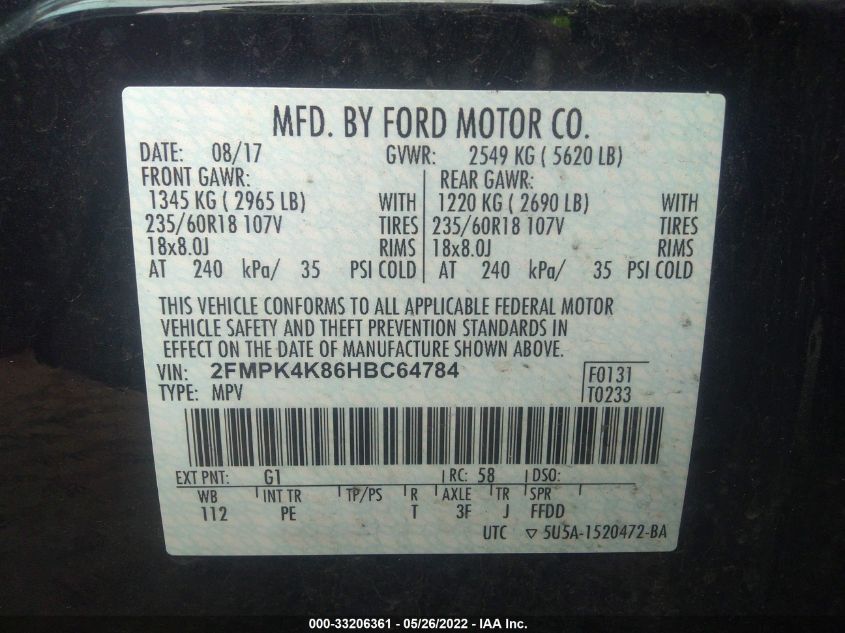 MFD. BY FORD MOTOR CO.
DATE: 08/17 GVWR: 2549 KG ( 5620 LB)
FRONT GAWR: REAR GAWR:
1345 KG ( 2965 LB) WITH 1220 KG ( 2690 LB) WITH
235/60R18 107V TIRES 235/60R18 107V TIRES
18x8.0J RIMS 18x8.0J RIMS
AT 240 kPa/ 35 PSI COLD AT 240 kPa/ 35 PSI COLD
THIS VEHICLE CONFORMS TO ALL APPLICABLE FEDERAL MOTOR
VEHICLE SAFETY AND THEFT PREVENTION STANDARDS IN
EFFECT ON THE DATE OF MANUFACTURE SHOWN ABOVE.
VIN: 2FMPK4K86HBC64784 F0131
TYPE: MPV T0233
EXT PNT: G1 RC: 58 DSO:
WB INT TR TP/PS R AXLE TR SPR
112 PE T 3F J FFDD
UTC ▽ 5U5A-1520472-BA
000-33206361 - 05/26/2022 - IAA Inc.